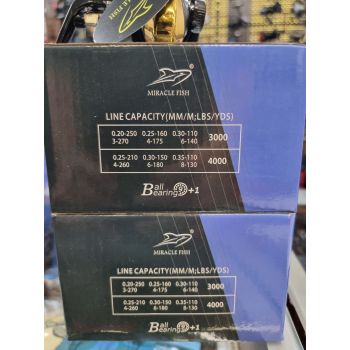 MIRACLE FISH
LINE CAPACITY(MM/M;LBS/YDS)
0.20-250 0.25-160 0.30-110 3000
3-270 4-175 6-140
0.25-210 0.30-150 0.35-110 4000
4-260 6-180 8-130
Ball
Bearing +1
MIRACLE FISH
LINE CAPACITY(MM/M;LBS/YDS)
0.20-250 0.25-160 0.30-110 3000
3-270 4-175 6-140
0.25-210 0.30-150 0.35-110 4000
4-260 6-180 8-130
Ball
Bearing +1